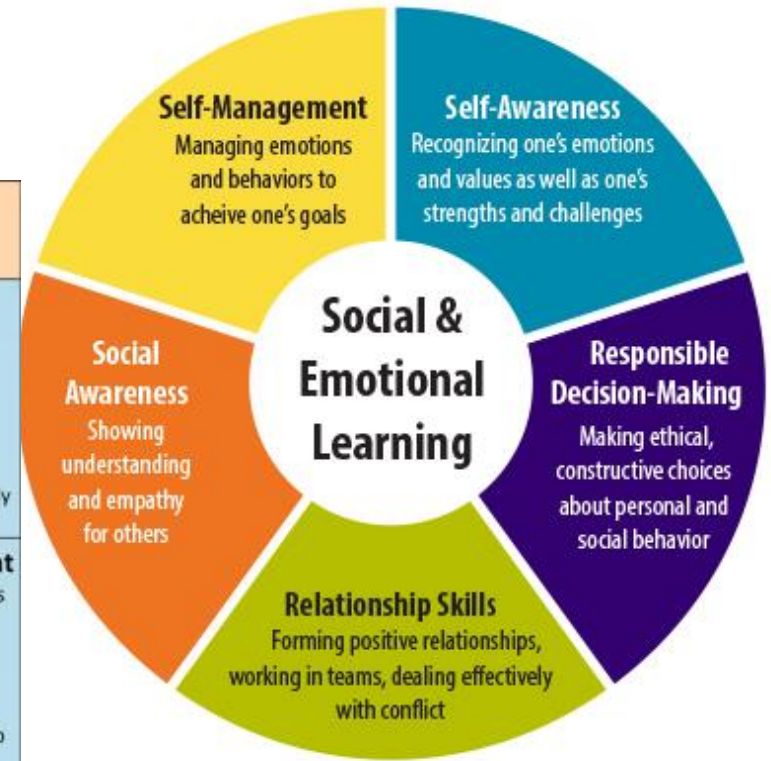 Self-Management
Managing emotions
and behaviors to
acheive one's goals
Self-Awareness
Recognizing one's emotions
and values as well as one's
strengths and challenges
Social &
Emotional
Learning
Social
Awareness
Showing
understanding
and empathy
for others
Responsible
Decision-Making
Making ethical,
constructive choices
about personal and
social behavior
Relationship Skills
Forming positive relationships,
working in teams, dealing effectively
with conflict